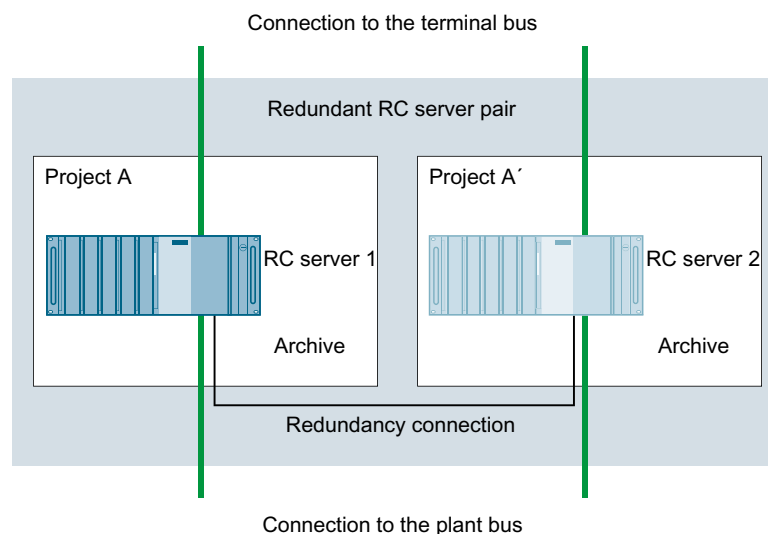 Connection to the terminal bus
Redundant RC server pair
Project A
Project A´
RC server 1
RC server 2
Archive
Archive
Redundancy connection
Connection to the plant bus